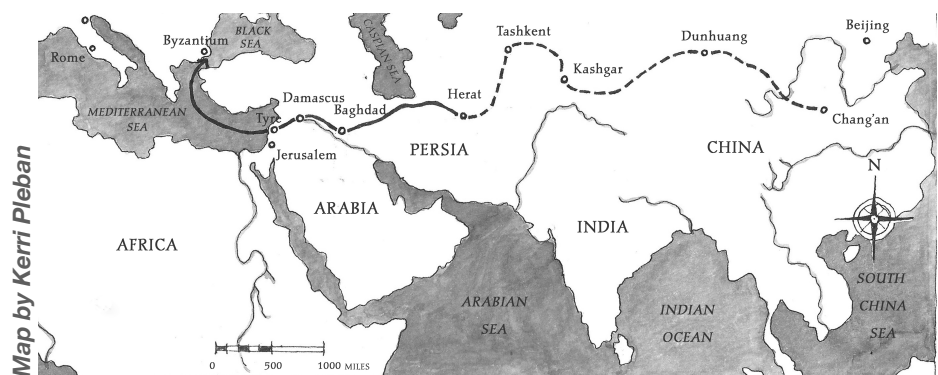 Map by Kerri Pleban
Rome
Byzantium
BLACK
SEA
CASPIAN SEA
Tashkent
Dunhuang
Beijing
Kashgar
MEDITERRANEAN
SEA
Damascus
Tyre
Baghdad
Herat
Chang'an
Jerusalem
PERSIA
CHINA
N
ARABIA
AFRICA
INDIA
ARABIAN
SEA
INDIAN
OCEAN
SOUTH
CHINA
SEA
0 500 1000 MILES